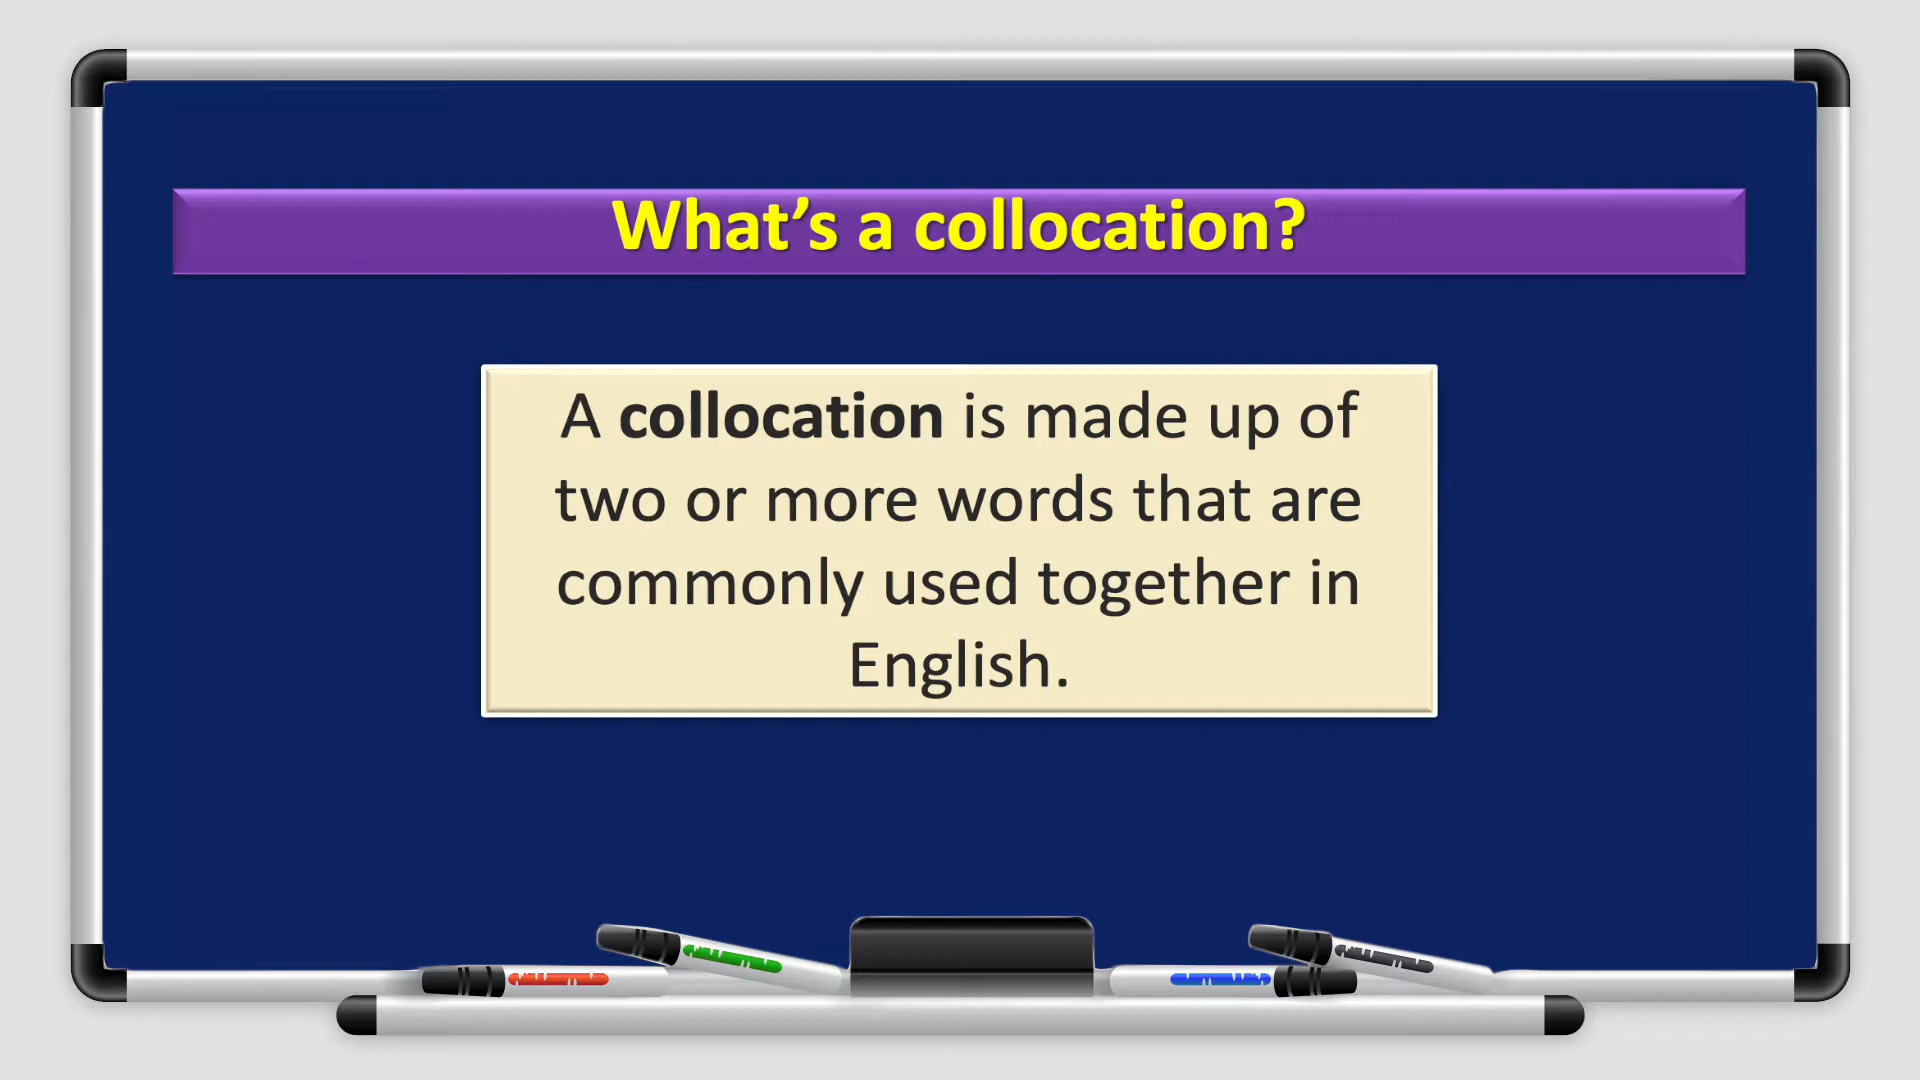 What’s a collocation?
A collocation is made up of
two or more words that are
commonly used together in
English.